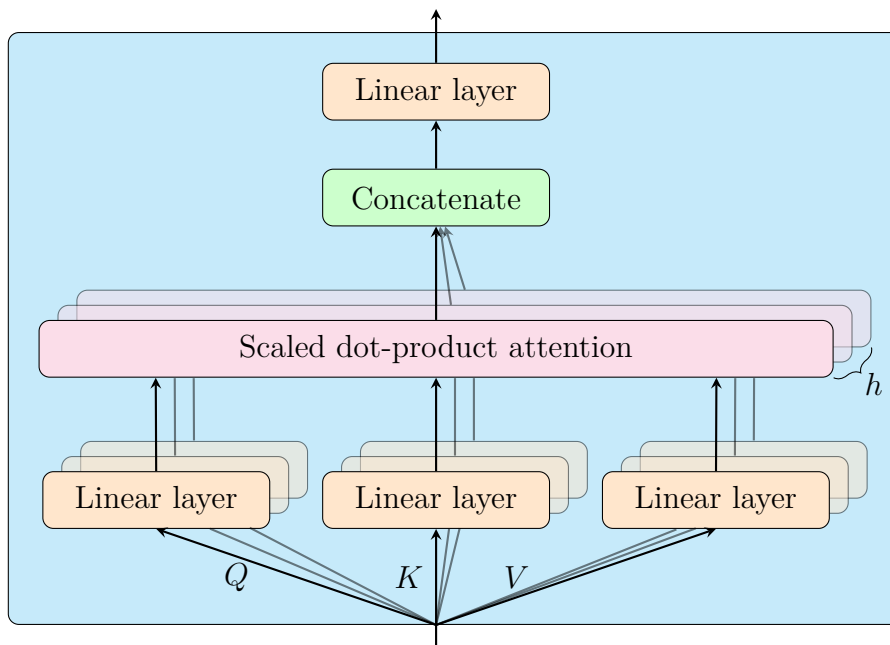 Linear layer
Concatenate
Scaled dot-product attention
h
Linear layer
Linear layer
Linear layer
Q
K
V